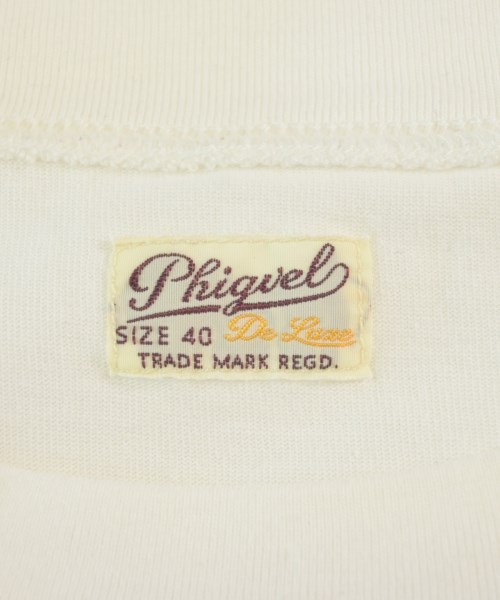 Phigvel
SIZE 40 De Luxe
TRADE MARK REGD.